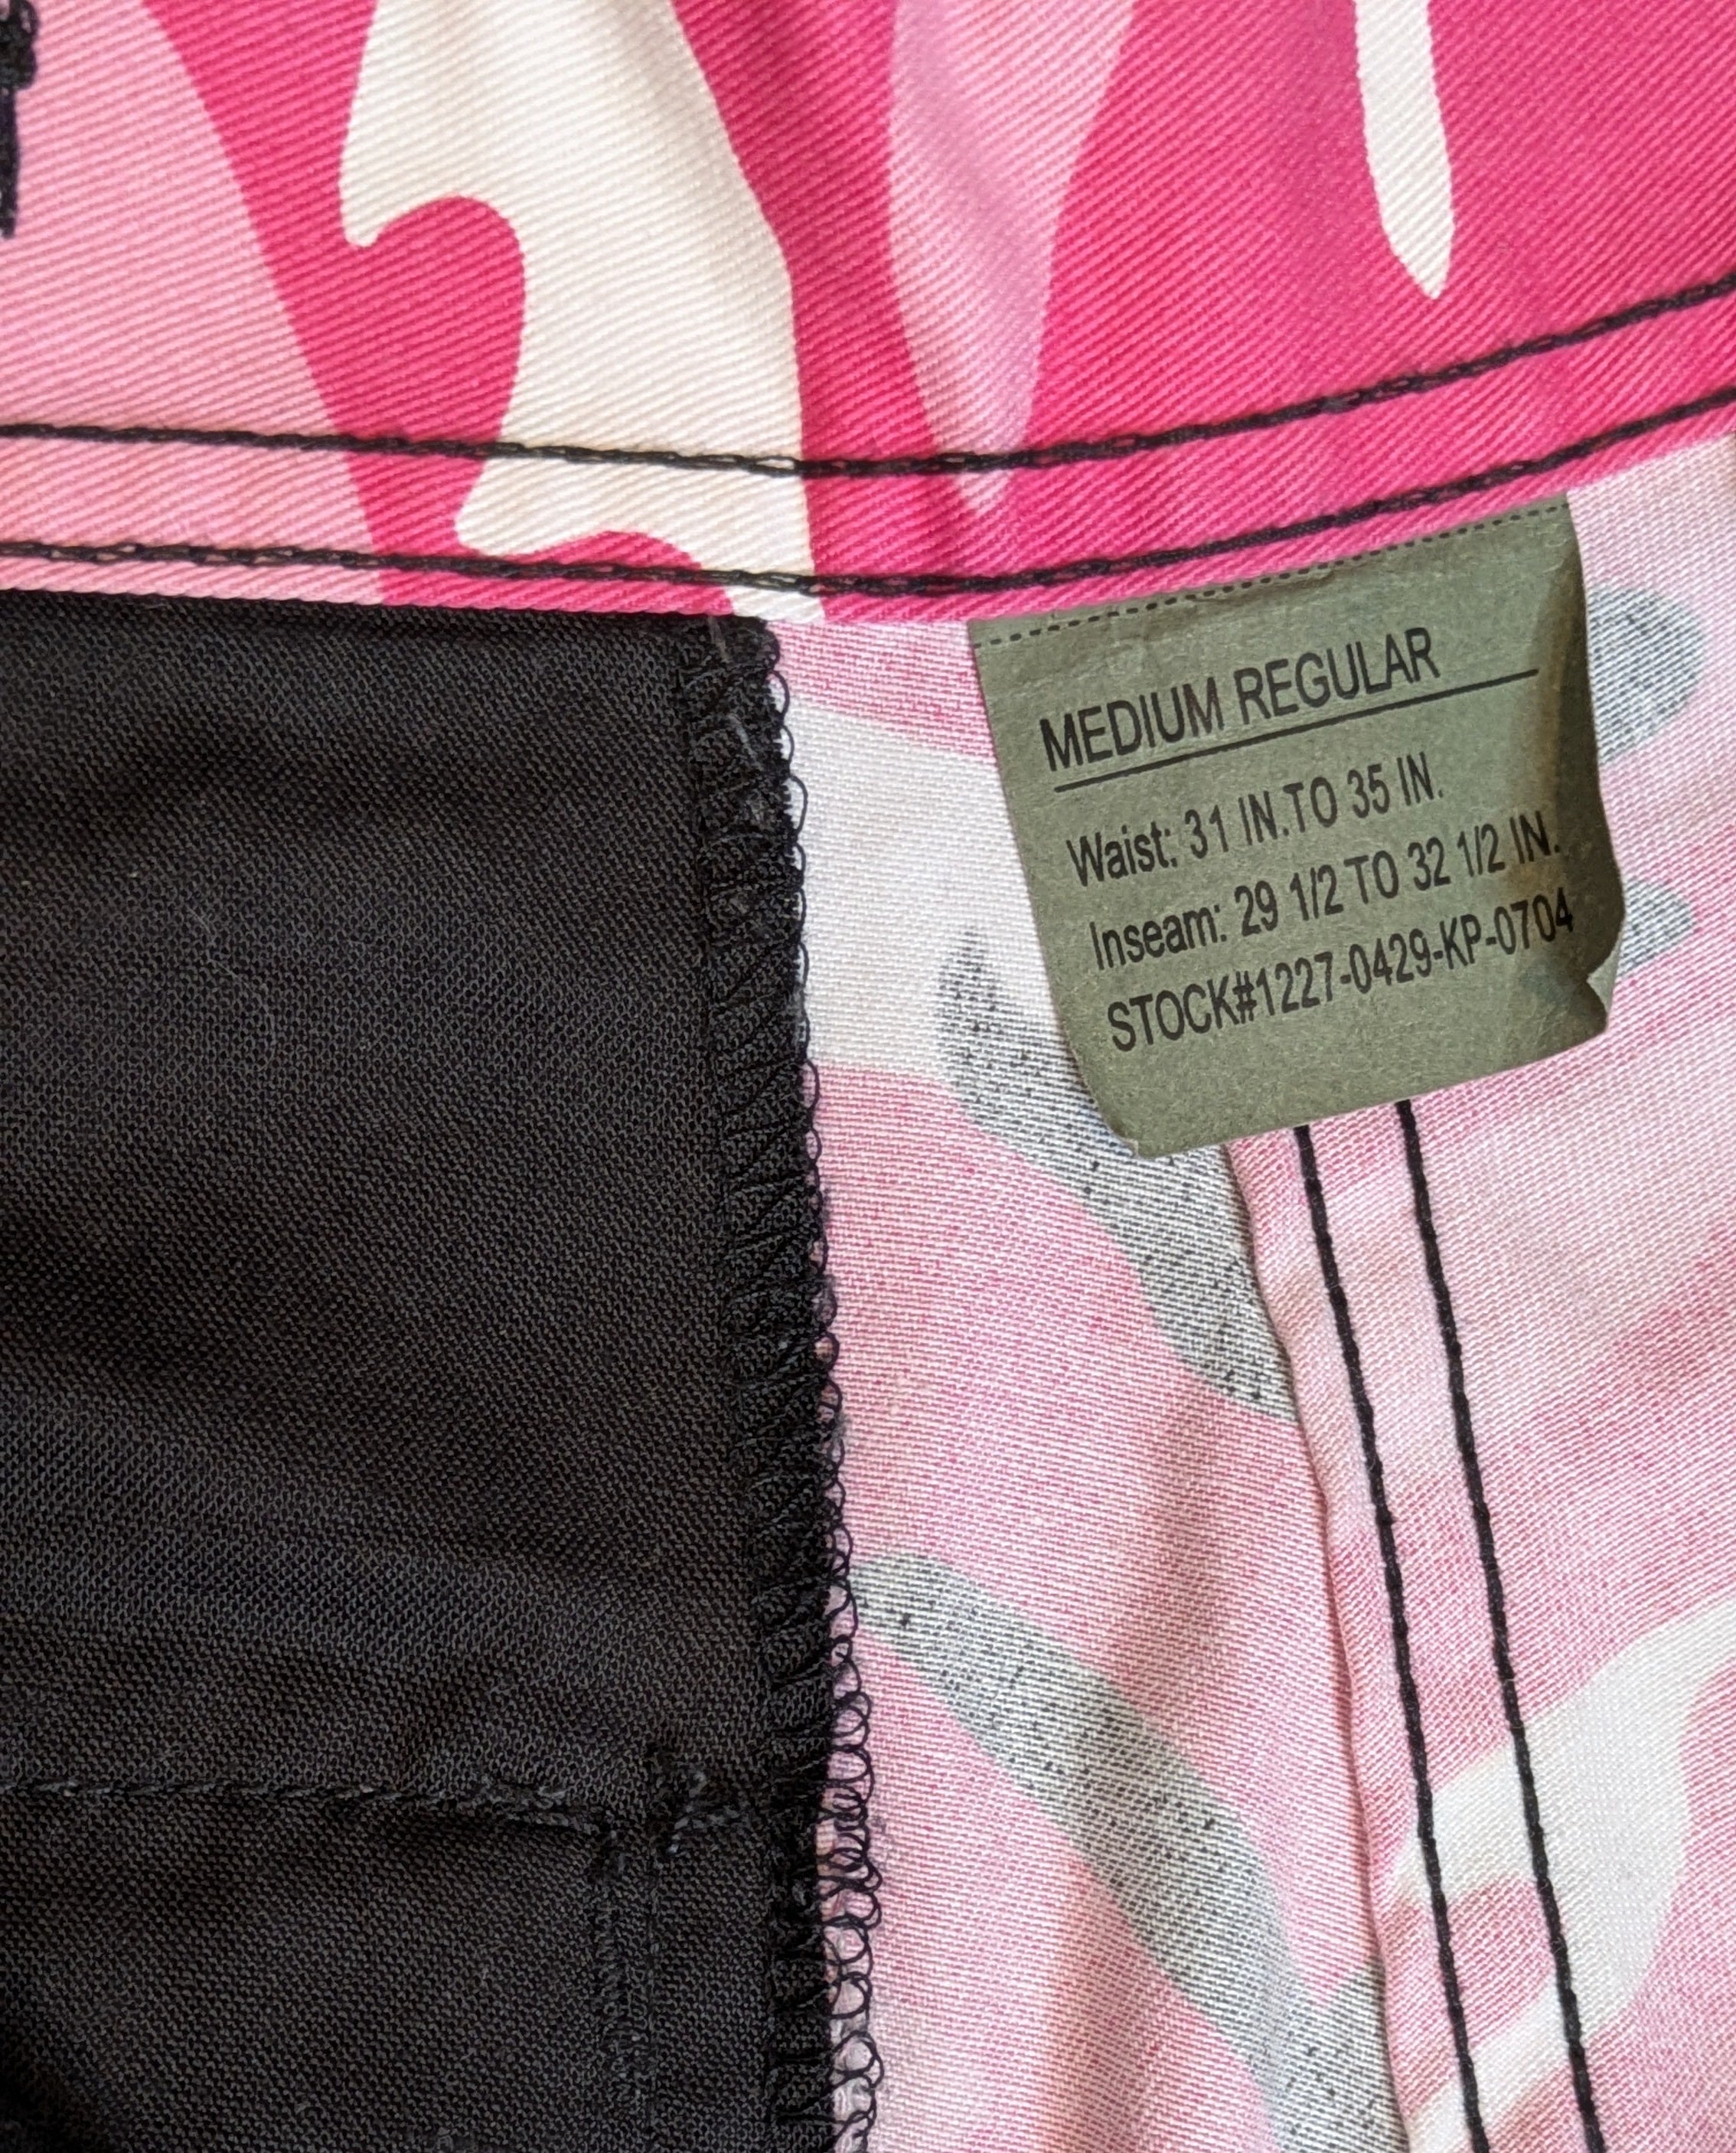 MEDIUM REGULAR
Waist: 31 IN.TO 35 IN.
Inseam: 29 1/2 TO 32 1/2 IN.
STOCK#1227-0429-KP-0704